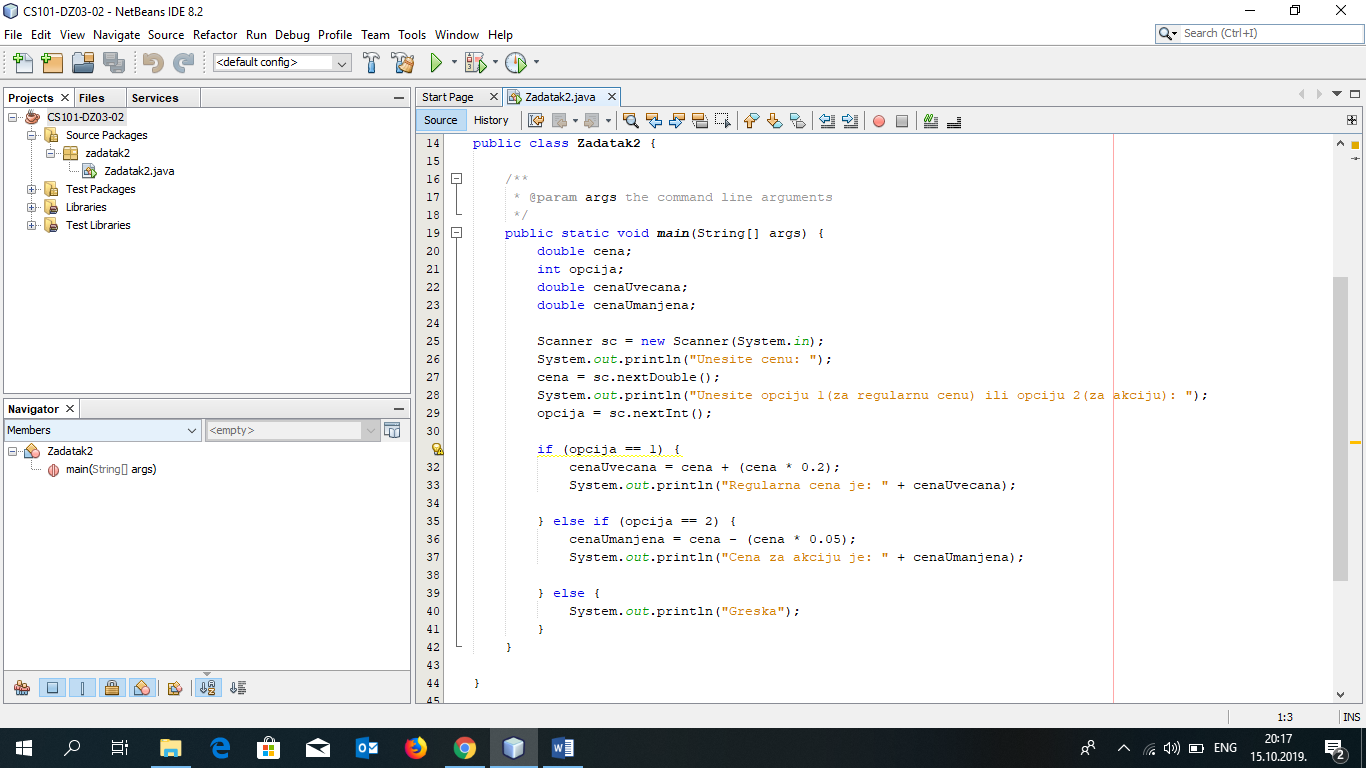 CS101-DZ03-02 - NetBeans IDE 8.2
File Edit View Navigate Source Refactor Run Debug Profile Team Tools Window Help
Search (Ctrl+I)
<default config>
Projects Files Services
CS101-DZ03-02
Source Packages
zadatak2
Zadatak2.java
Test Packages
Libraries
Test Libraries
Navigator
Members <empty>
Zadatak2
main(String[] args)
Start Page Zadatak2.java
Source History
14 public class Zadatak2 {
15
16 /**
17 * @param args the command line arguments
18 */
19 public static void main(String[] args) {
20 double cena;
21 int opcija;
22 double cenaUvecana;
23 double cenaUmanjena;
24
25 Scanner sc = new Scanner(System.in);
26 System.out.println("Unesite cenu: ");
27 cena = sc.nextDouble();
28 System.out.println("Unesite opciju 1(za regularnu cenu) ili opciju 2(za akciju): ");
29 opcija = sc.nextInt();
30
if (opcija == 1) {
32 cenaUvecana = cena + (cena * 0.2);
33 System.out.println("Regularna cena je: " + cenaUvecana);
34
35 } else if (opcija == 2) {
36 cenaUmanjena = cena - (cena * 0.05);
37 System.out.println("Cena za akciju je: " + cenaUmanjena);
38
39 } else {
40 System.out.println("Greska");
41 }
42 }
43
44 }
45
1:3 INS
ENG
20:17
15.10.2019.
2